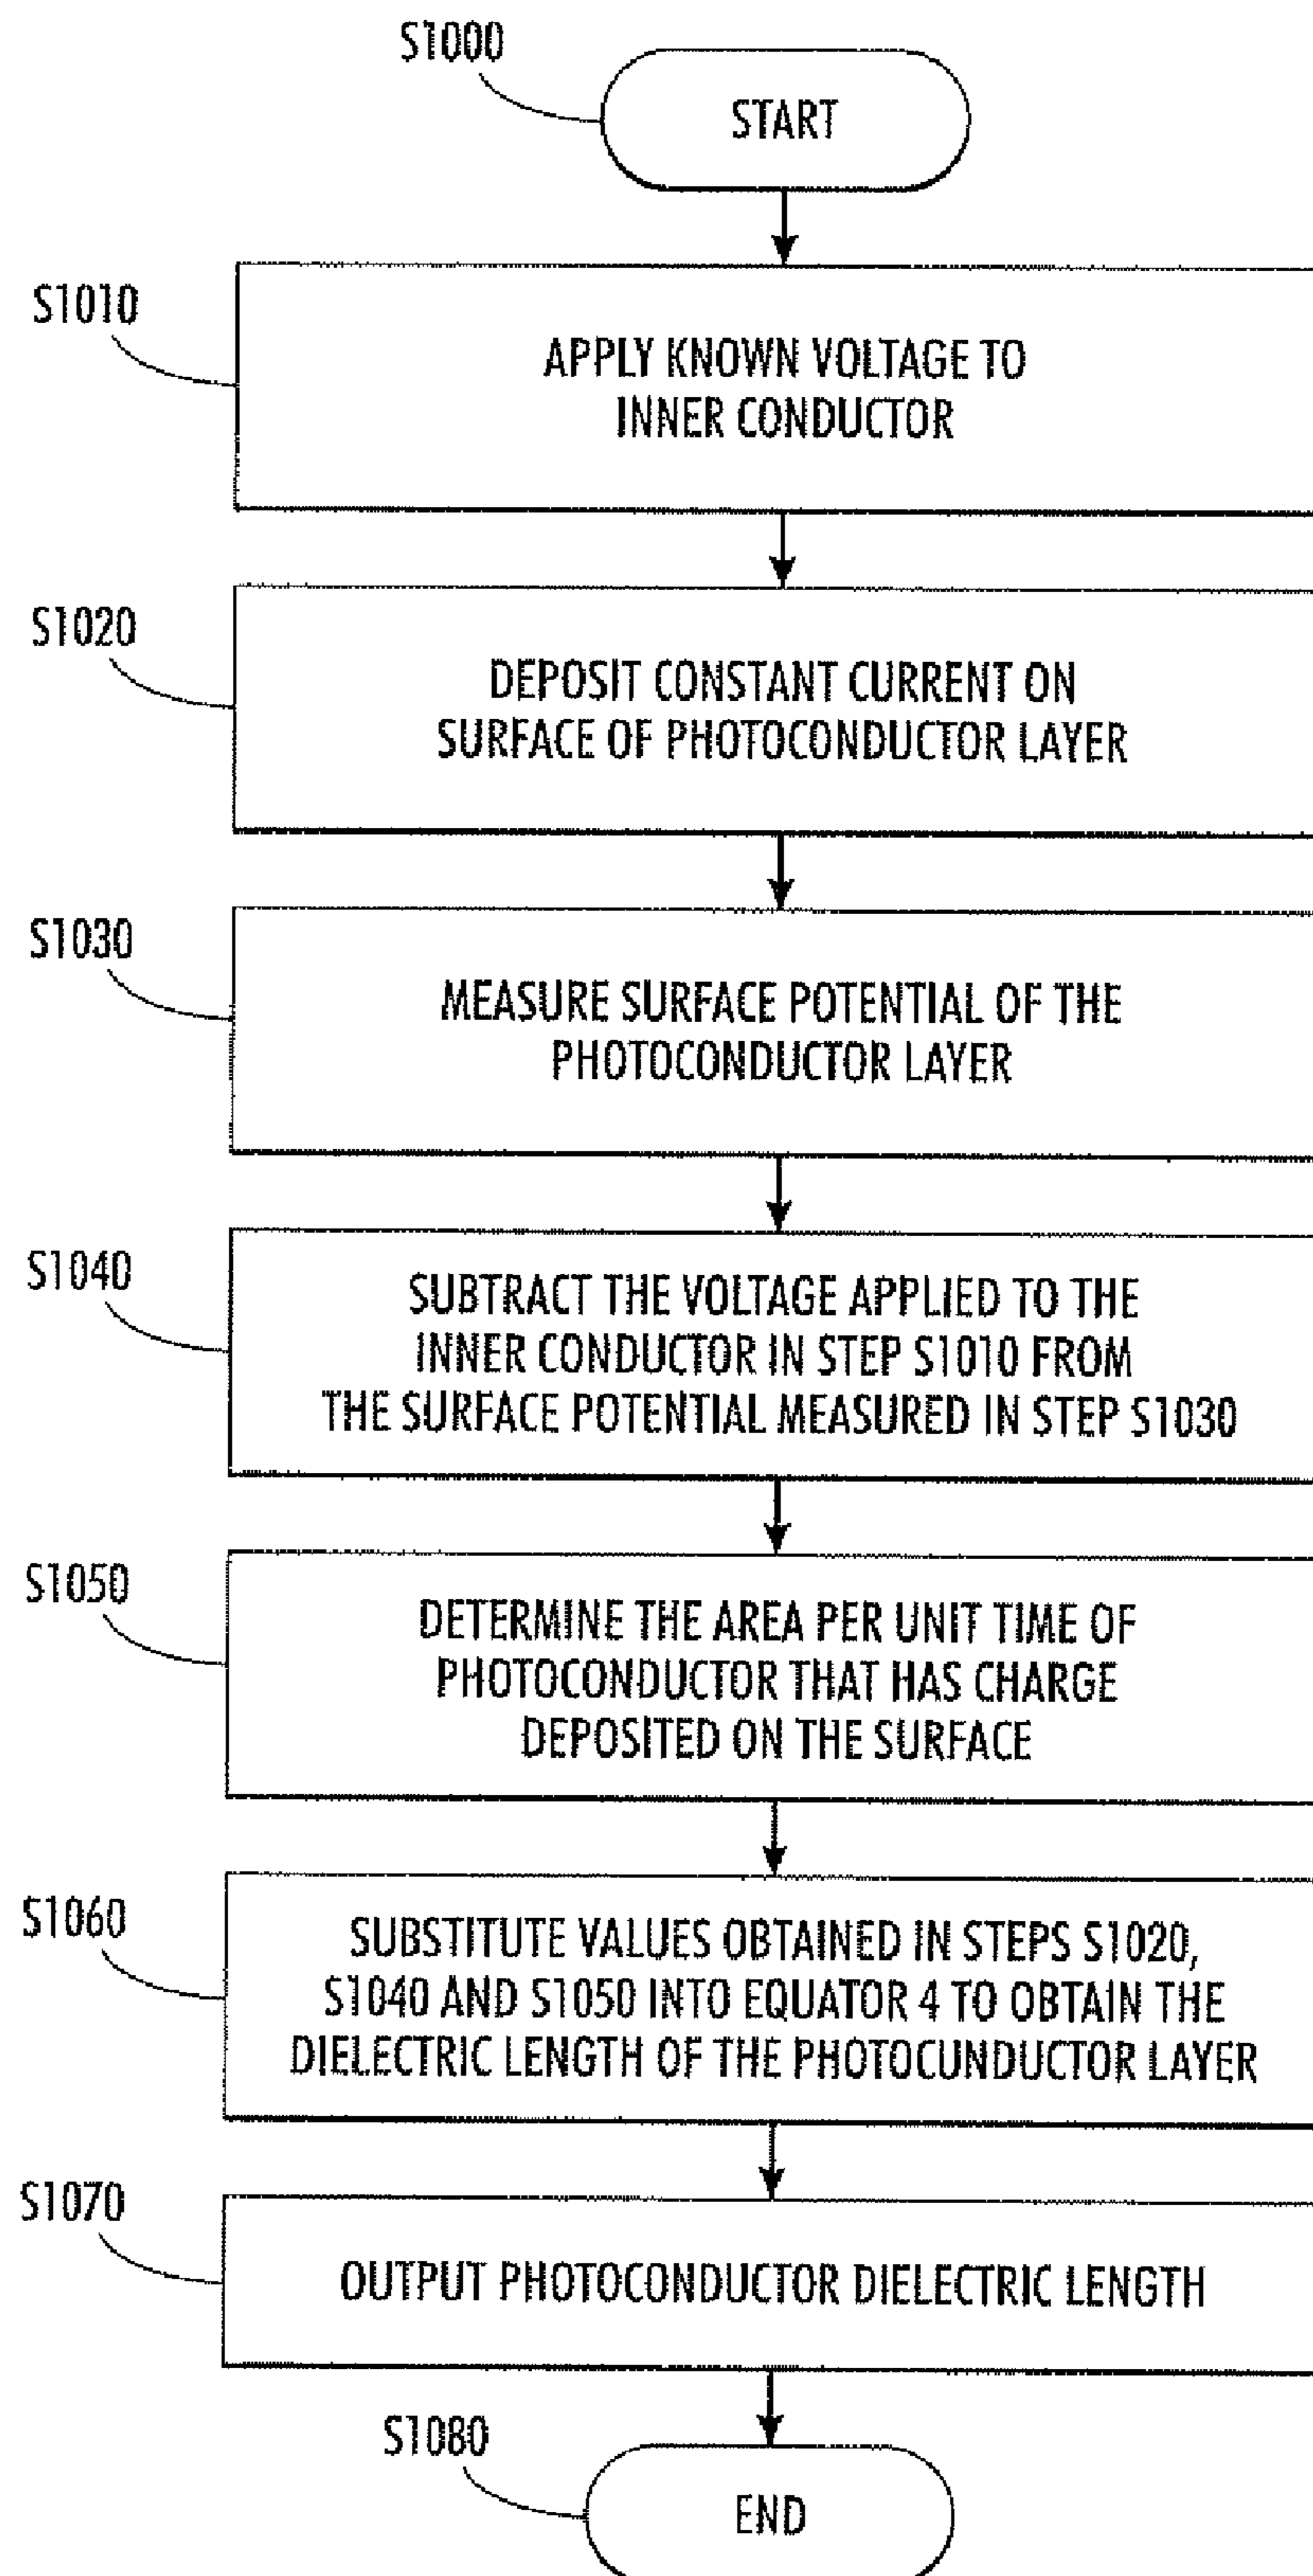 S1000
START
S1010
APPLY KNOWN VOLTAGE TO
INNER CONDUCTOR
S1020
DEPOSIT CONSTANT CURRENT ON
SURFACE OF PHOTOCONDUCTOR LAYER
S1030
MEASURE SURFACE POTENTIAL OF THE
PHOTOCONDUCTOR LAYER
S1040
SUBTRACT THE VOLTAGE APPLIED TO THE
INNER CONDUCTOR IN STEP S1010 FROM
THE SURFACE POTENTIAL MEASURED IN STEP S1030
S1050
DETERMINE THE AREA PER UNIT TIME OF
PHOTOCONDUCTOR THAT HAS CHARGE
DEPOSITED ON THE SURFACE
S1060
SUBSTITUTE VALUES OBTAINED IN STEPS S1020,
S1040 AND S1050 INTO EQUATOR 4 TO OBTAIN THE
DIELECTRIC LENGTH OF THE PHOTOCUNDUCTOR LAYER
S1070
OUTPUT PHOTOCONDUCTOR DIELECTRIC LENGTH
S1080
END